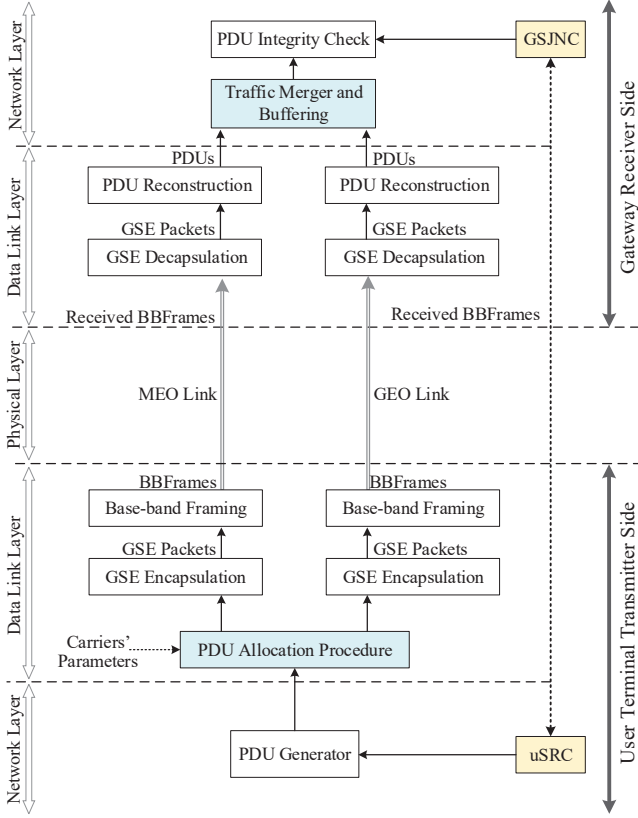 PDU Integrity Check
GSJNC
Traffic Merger and
Buffering
PDUs
PDUs
PDU Reconstruction
PDU Reconstruction
GSE Packets
GSE Packets
GSE Decapsulation
GSE Decapsulation
Received BBFrames
Received BBFrames
MEO Link
GEO Link
BBFrames
BBFrames
Base-band Framing
Base-band Framing
GSE Packets
GSE Packets
GSE Encapsulation
GSE Encapsulation
Carriers’
Parameters
PDU Allocation Procedure
PDU Generator
uSRC
Network Layer
Data Link Layer
Physical Layer
Data Link Layer
Network Layer
Gateway Receiver Side
User Terminal Transmitter Side